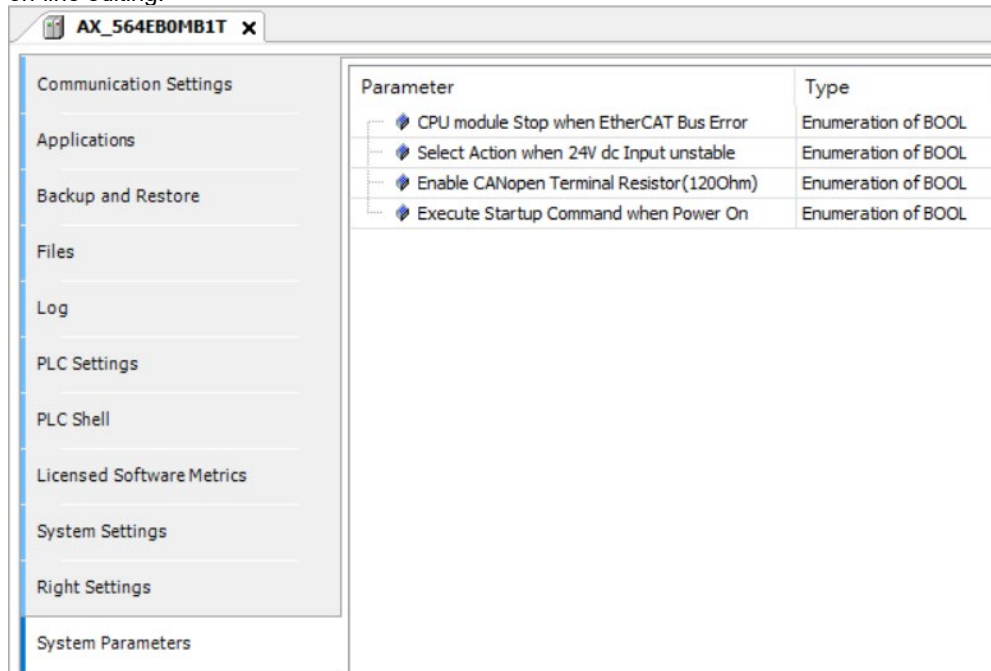 on-line editing.
AX_564EB0MB1T x
Communication Settings
Applications
Backup and Restore
Files
Log
PLC Settings
PLC Shell
Licensed Software Metrics
System Settings
Right Settings
System Parameters
Parameter Type
CPU module Stop when EtherCAT Bus Error Enumeration of BOOL
Select Action when 24V dc Input unstable Enumeration of BOOL
Enable CANopen Terminal Resistor(120Ohm) Enumeration of BOOL
Execute Startup Command when Power On Enumeration of BOOL